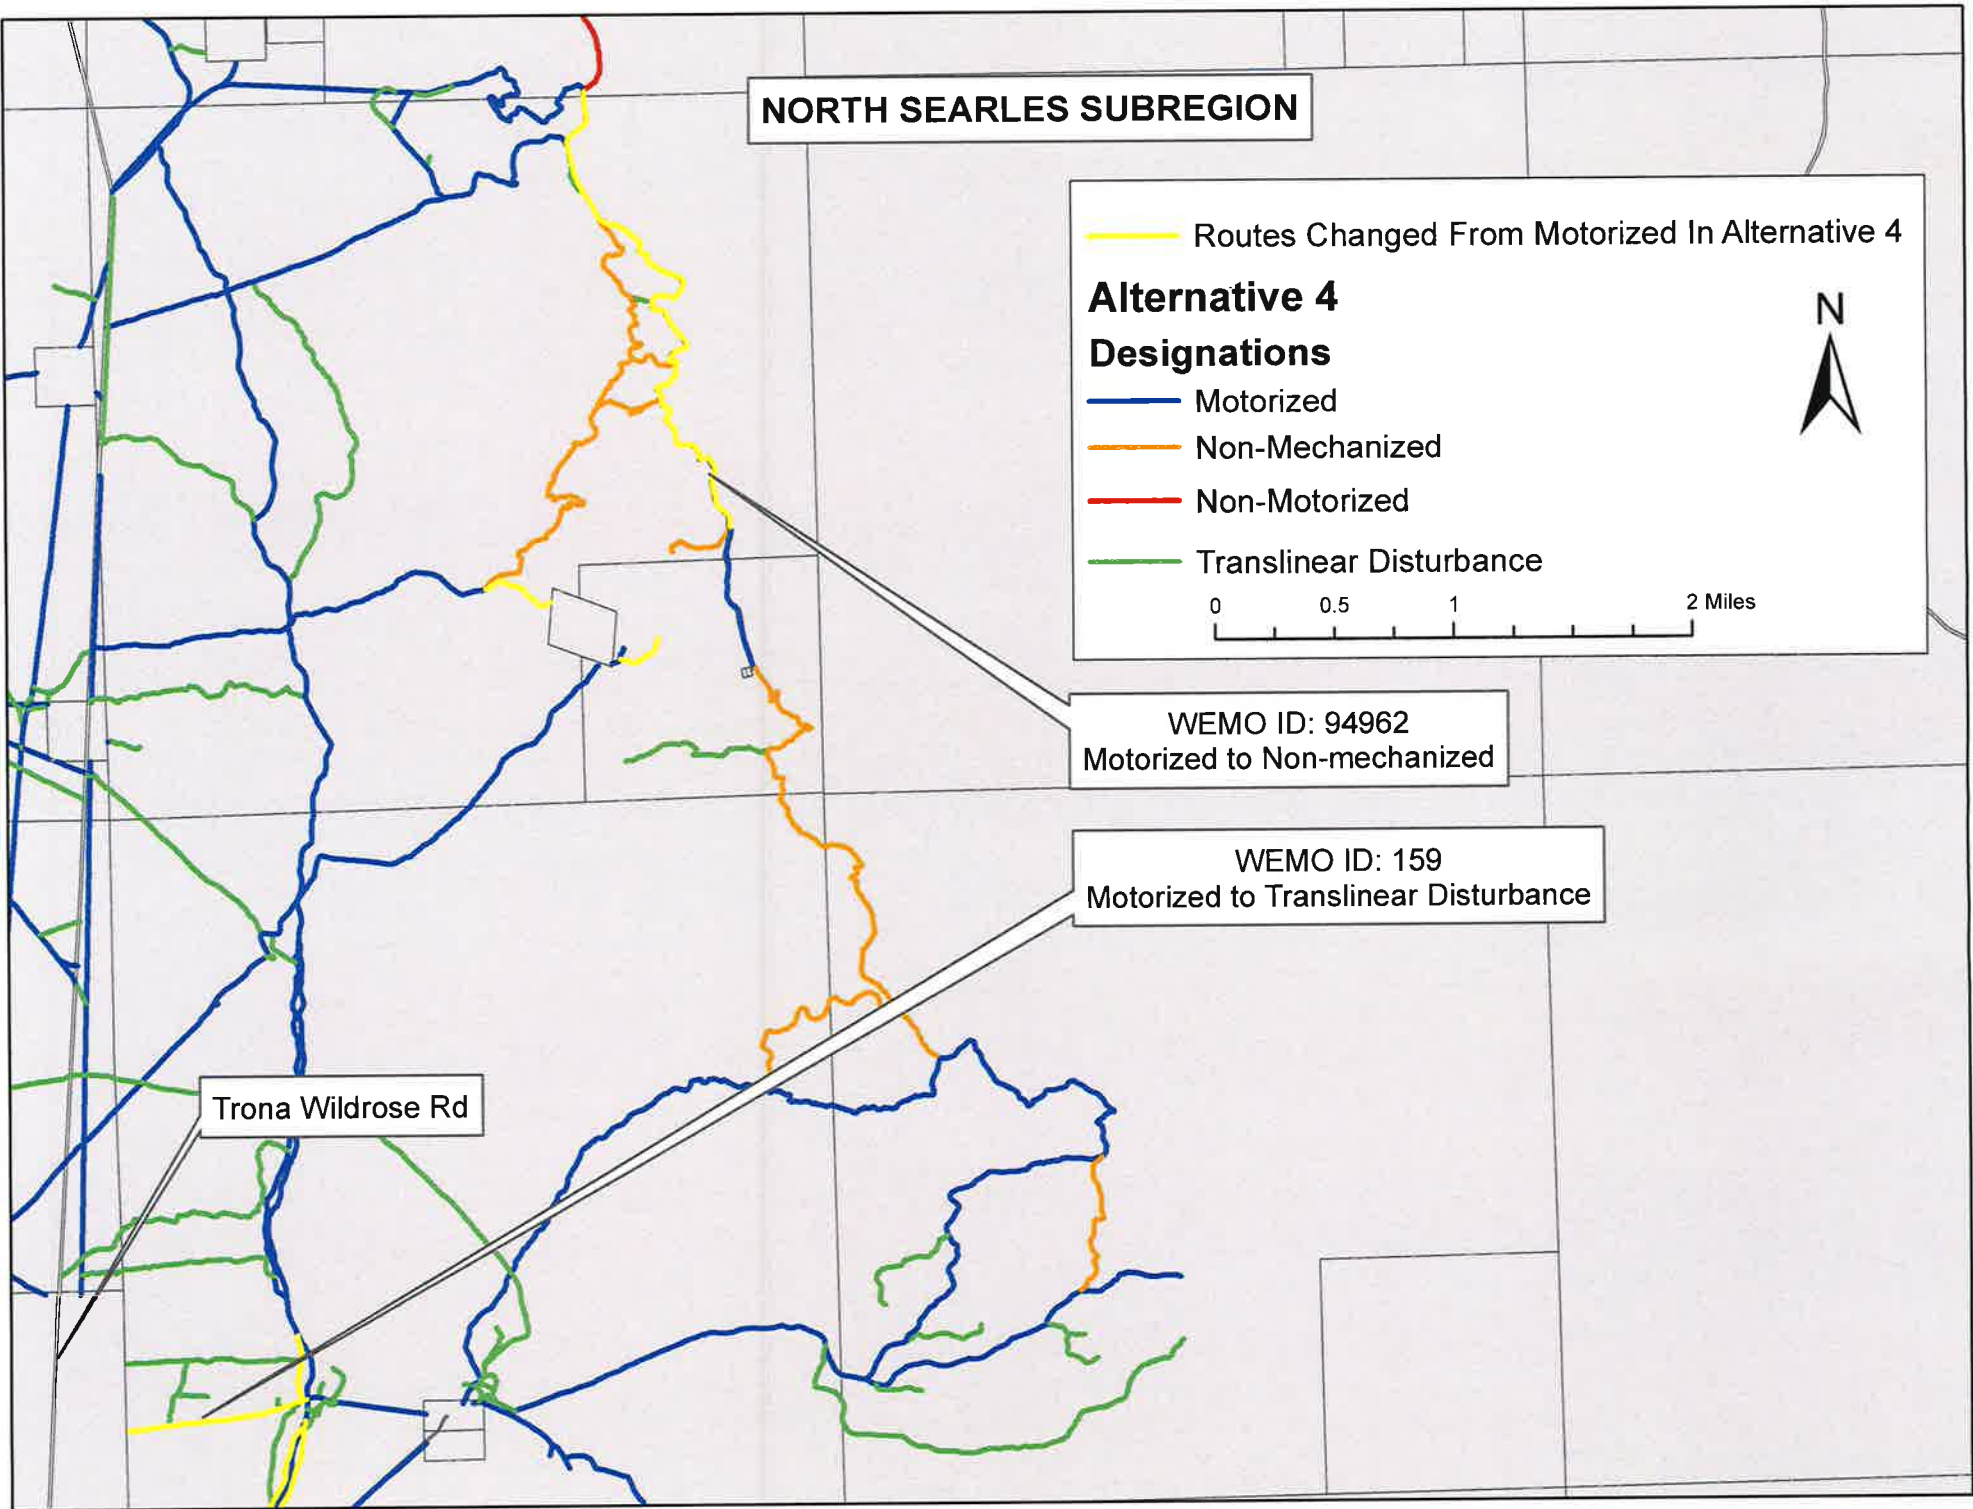 NORTH SEARLES SUBREGION
Routes Changed From Motorized In Alternative 4
Alternative 4
Designations
Motorized
Non-Mechanized
Non-Motorized
Translinear Disturbance
N
0 0.5 1 2 Miles
WEMO ID: 94962
Motorized to Non-mechanized
WEMO ID: 159
Motorized to Translinear Disturbance
Trona Wildrose Rd